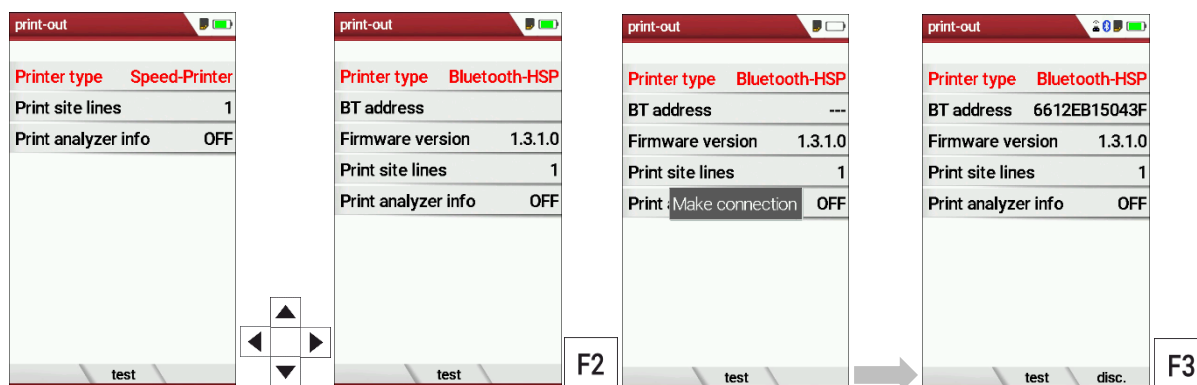 print-out
Printer type Speed-Printer
Print site lines 1
Print analyzer info OFF
test
print-out
Printer type Bluetooth-HSP
BT address
Firmware version 1.3.1.0
Print site lines 1
Print analyzer info OFF
test
F2
print-out
Printer type Bluetooth-HSP
BT address ---
Firmware version 1.3.1.0
Print site lines 1
Print Make connection OFF
test
print-out
Printer type Bluetooth-HSP
BT address 6612EB15043F
Firmware version 1.3.1.0
Print site lines 1
Print analyzer info OFF
test disc.
F3